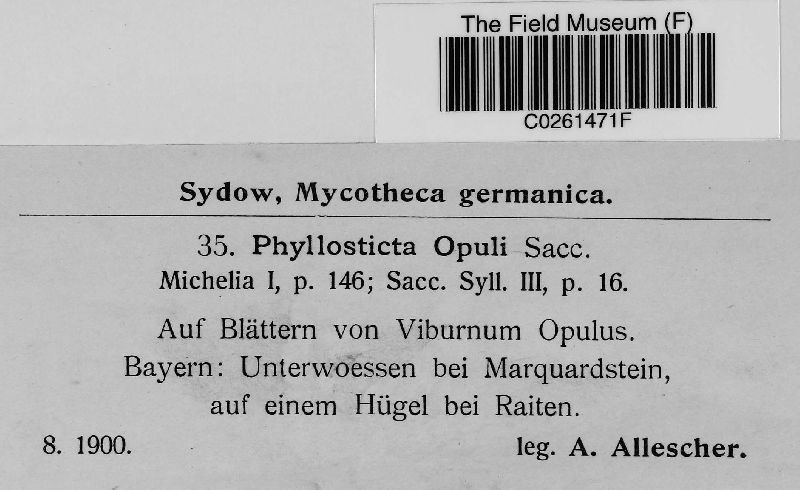 The Field Museum (F)
C0261471F
Sydow, Mycotheca germanica.
35. Phyllosticta Opuli Sacc.
Michelia I, p. 146; Sacc. Syll. III, p. 16.
Auf Blättern von Viburnum Opulus.
Bayern: Unterwoessen bei Marquardstein,
auf einem Hügel bei Raiten.
8. 1900. leg. A. Allescher.